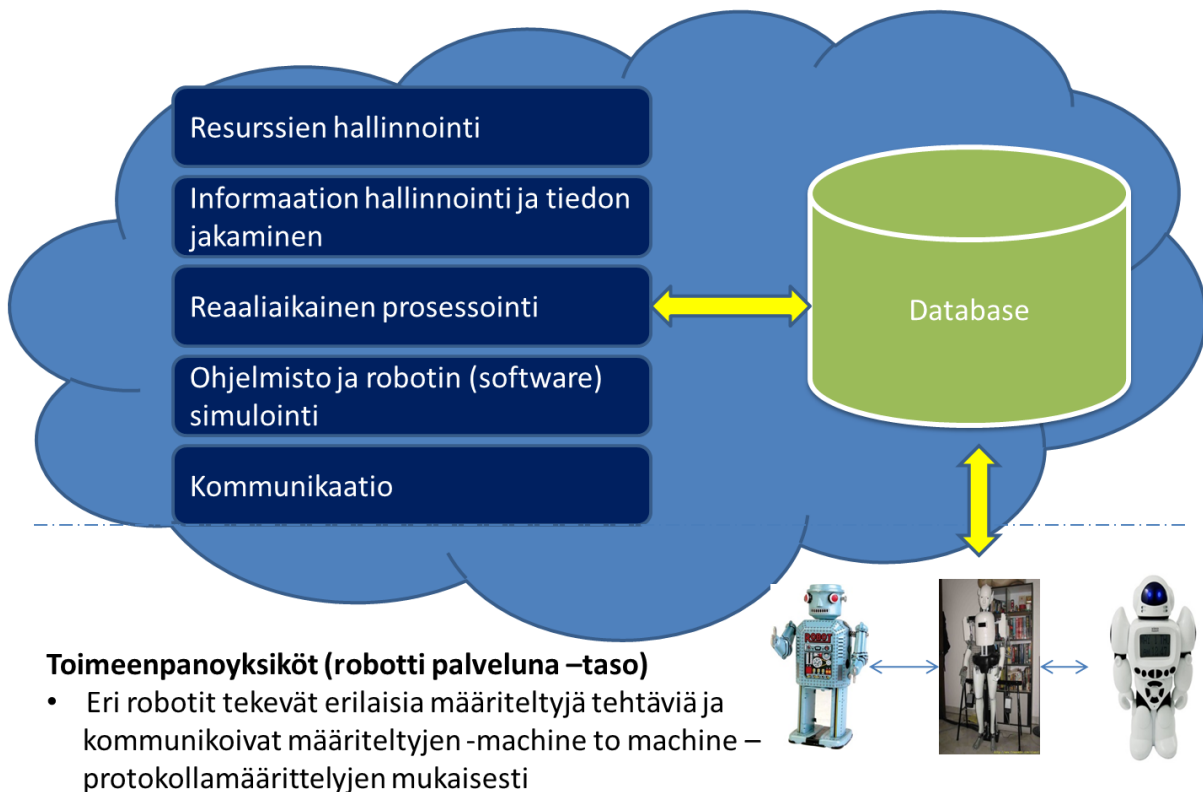 Resurssien hallinnointi
Informaation hallinnointi ja tiedon
jakaminen
Reaaliaikainen prosessointi
Ohjelmisto ja robotin (software)
simulointi
Kommunikaatio
Database
ROBOT
Toimeenpanoyksiköt (robotti palveluna –taso)
• Eri robotit tekevät erilaisia määriteltyjä tehtäviä ja
kommunikoivat määriteltyjen -machine to machine –
protokollamäärittelyjen mukaisesti